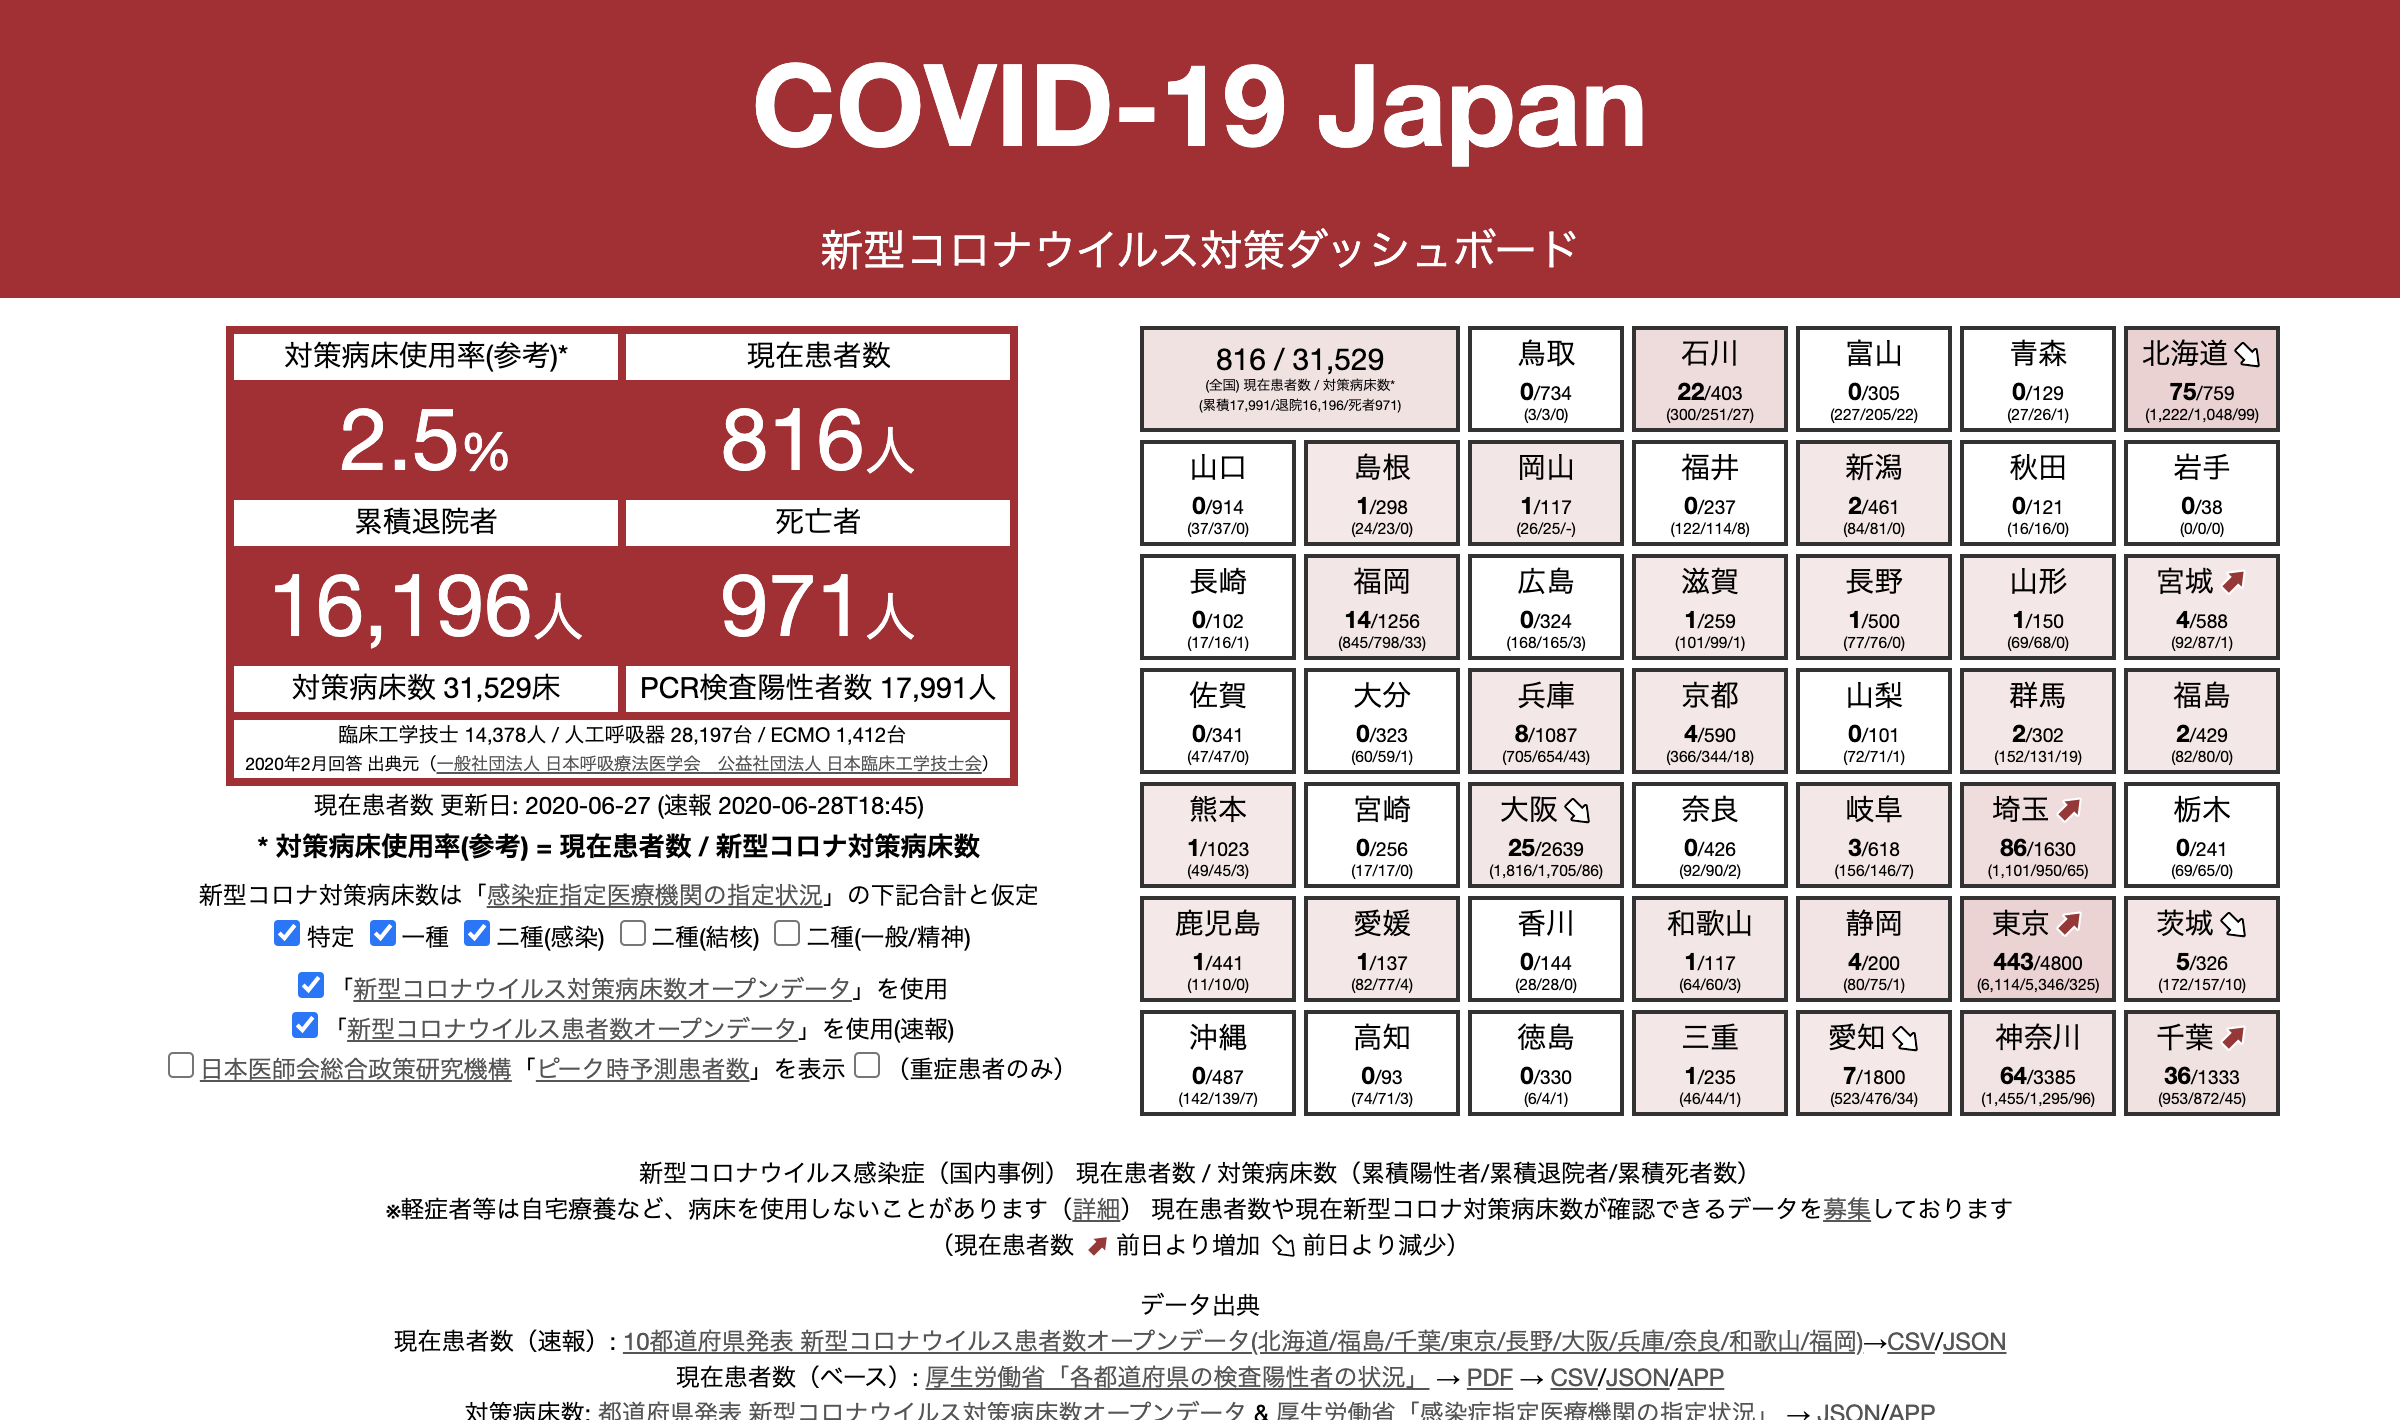 COVID-19 Japan
新型コロナウイルス対策ダッシュボード
対策病床使用率(参考)*
現在患者数
2.5%
816人
累積退院者
死亡者
16,196人
971人
対策病床数 31,529床
PCR検査陽性者数 17,991人
臨床工学技士 14,378人 / 人工呼吸器 28,197台 / ECMO 1,412台
2020年2月回答 出典元（一般社団法人 日本呼吸療法医学会　公益社団法人 日本臨床工学技士会）
現在患者数 更新日: 2020-06-27 (速報 2020-06-28T18:45)
* 対策病床使用率(参考) = 現在患者数 / 新型コロナ対策病床数
新型コロナ対策病床数は「感染症指定医療機関の指定状況」の下記合計と仮定
特定 一種 二種(感染) 二種(結核) 二種(一般/精神)
「新型コロナウイルス対策病床数オープンデータ」を使用
「新型コロナウイルス患者数オープンデータ」を使用(速報)
日本医師会総合政策研究機構「ピーク時予測患者数」を表示 （重症患者のみ）
816 / 31,529
(全国) 現在患者数 / 対策病床数*
(累積17,991/退院16,196/死者971)
鳥取
0/734
(3/3/0)
石川
22/403
(300/251/27)
富山
0/305
(227/205/22)
青森
0/129
(27/26/1)
北海道
75/759
(1,222/1,048/99)
山口
0/914
(37/37/0)
島根
1/298
(24/23/0)
岡山
1/117
(26/25/-)
福井
0/237
(122/114/8)
新潟
2/461
(84/81/0)
秋田
0/121
(16/16/0)
岩手
0/38
(0/0/0)
長崎
0/102
(17/16/1)
福岡
14/1256
(845/798/33)
広島
0/324
(168/165/3)
滋賀
1/259
(101/99/1)
長野
1/500
(77/76/0)
山形
1/150
(69/68/0)
宮城
4/588
(92/87/1)
佐賀
0/341
(47/47/0)
大分
0/323
(60/59/1)
兵庫
8/1087
(705/654/43)
京都
4/590
(366/344/18)
山梨
0/101
(72/71/1)
群馬
2/302
(152/131/19)
福島
2/429
(82/80/0)
熊本
1/1023
(49/45/3)
宮崎
0/256
(17/17/0)
大阪
25/2639
(1,816/1,705/86)
奈良
0/426
(92/90/2)
岐阜
3/618
(156/146/7)
埼玉
86/1630
(1,101/950/65)
栃木
0/241
(69/65/0)
鹿児島
1/441
(11/10/0)
愛媛
1/137
(82/77/4)
香川
0/144
(28/28/0)
和歌山
1/117
(64/60/3)
静岡
4/200
(80/75/1)
東京
443/4800
(6,114/5,346/325)
茨城
5/326
(172/157/10)
沖縄
0/487
(142/139/7)
高知
0/93
(74/71/3)
徳島
0/330
(6/4/1)
三重
1/235
(46/44/1)
愛知
7/1800
(523/476/34)
神奈川
64/3385
(1,455/1,295/96)
千葉
36/1333
(953/872/45)
新型コロナウイルス感染症（国内事例） 現在患者数 / 対策病床数（累積陽性者/累積退院者/累積死者数）
※軽症者等は自宅療養など、病床を使用しないことがあります（詳細） 現在患者数や現在新型コロナ対策病床数が確認できるデータを募集しております
（現在患者数 前日より増加 前日より減少）
データ出典
現在患者数（速報）: 10都道府県発表 新型コロナウイルス患者数オープンデータ(北海道/福島/千葉/東京/長野/大阪/兵庫/奈良/和歌山/福岡)→CSV/JSON
現在患者数（ベース）: 厚生労働省「各都道府県の検査陽性者の状況」 → PDF → CSV/JSON/APP
対策病床数: 都道府県発表 新型コロナウイルス対策病床数オープンデータ & 厚生労働省「感染症指定医療機関の指定状況」 → JSON/APP